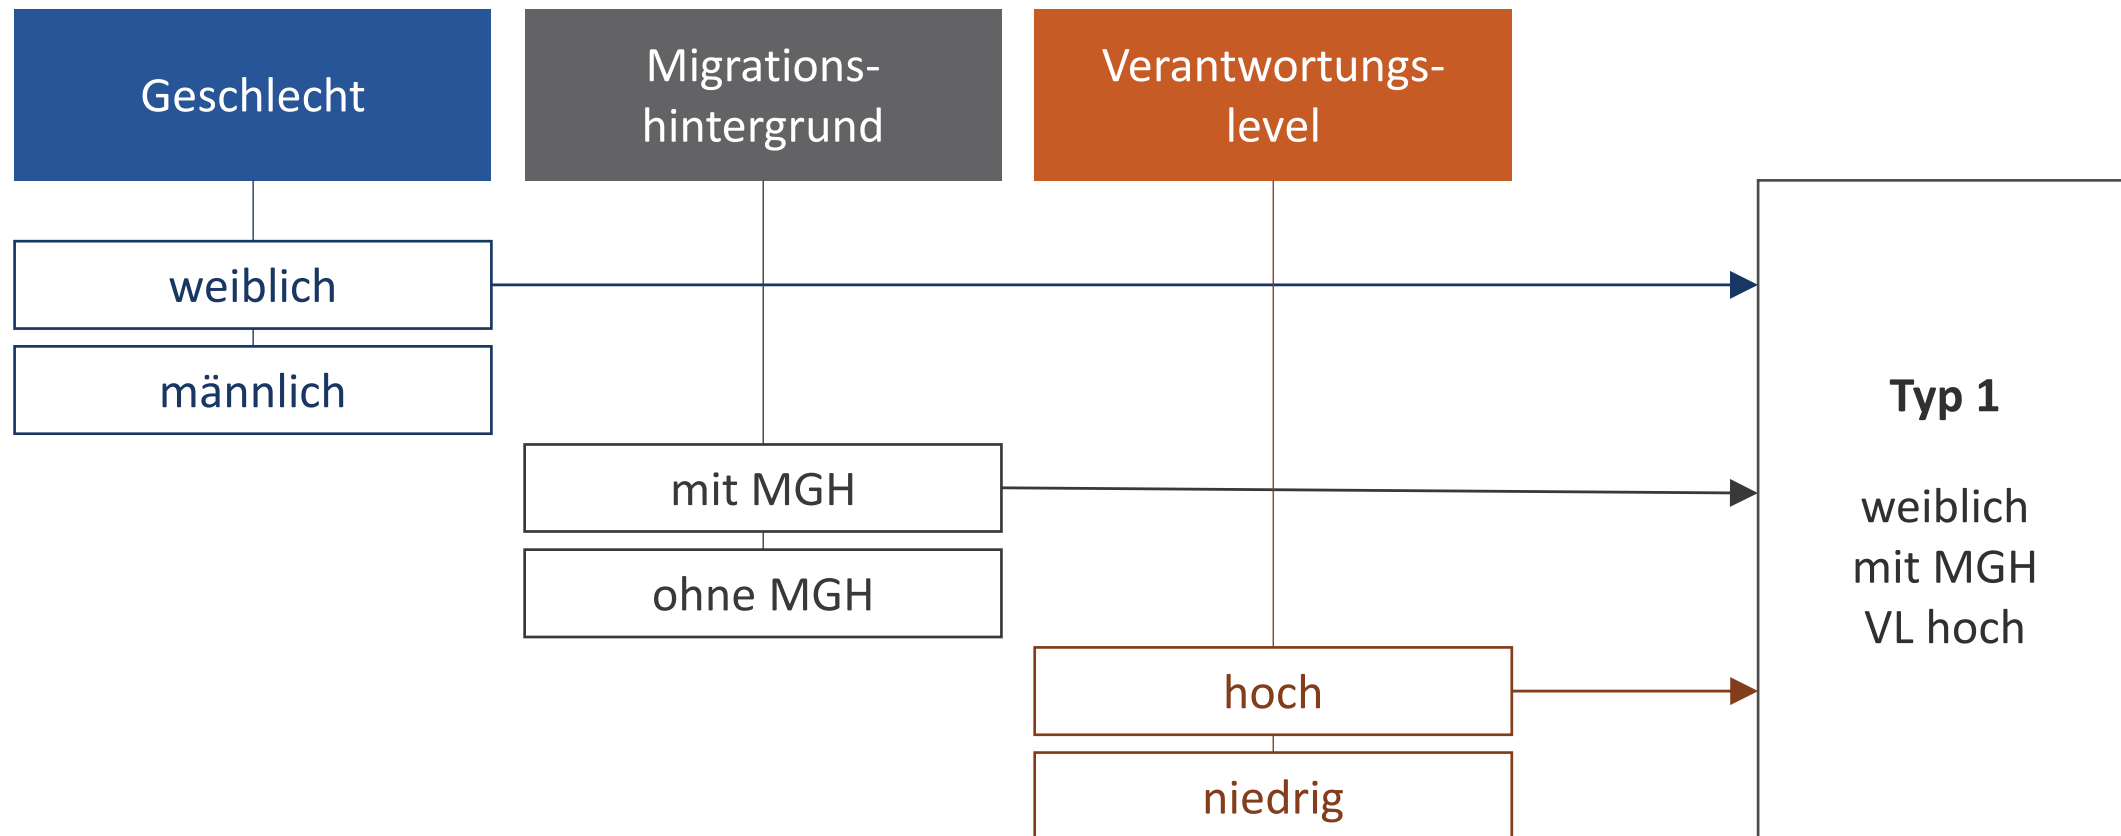 Geschlecht
Migrations-
hintergrund
Verantwortungs-
level
weiblich
männlich
mit MGH
ohne MGH
hoch
niedrig
Typ 1
weiblich
mit MGH
VL hoch